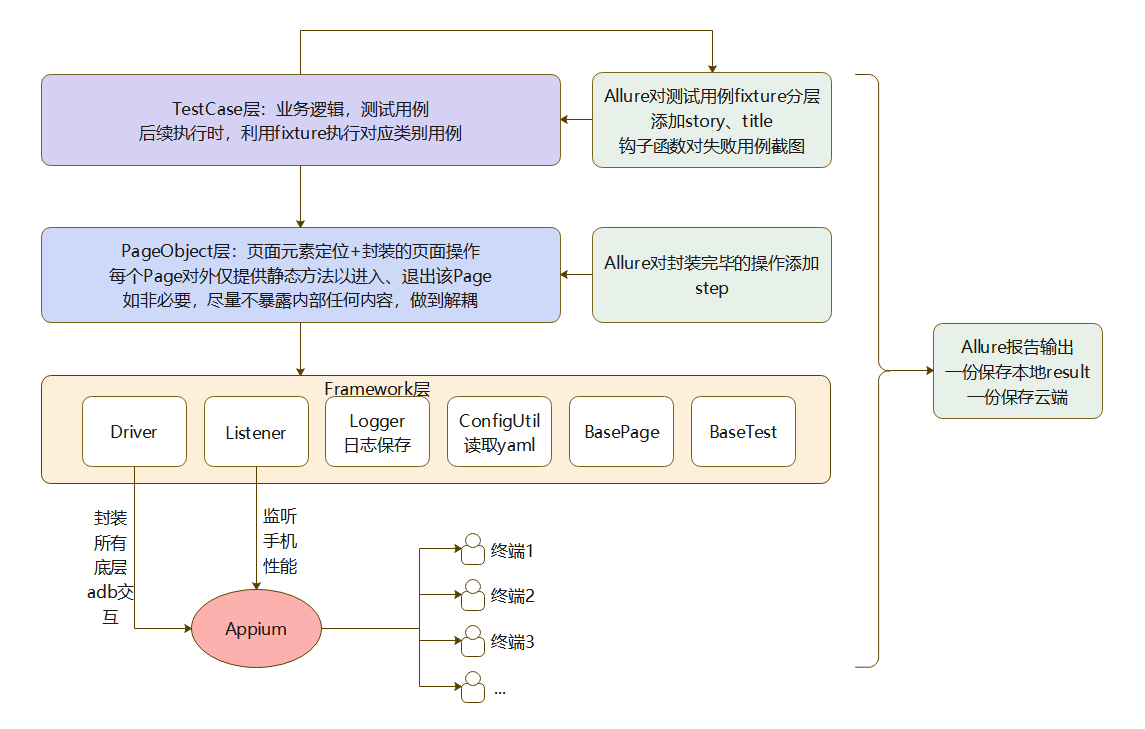 TestCase层：业务逻辑，测试用例
后续执行时，利用fixture执行对应类别用例
Allure对测试用例fixture分层
添加story、title
钩子函数对失败用例截图
PageObject层：页面元素定位+封装的页面操作
每个Page对外仅提供静态方法以进入、退出该Page
如非必要，尽量不暴露内部任何内容，做到解耦
Allure对封装完毕的操作添加
step
Allure报告输出
一份保存本地result
一份保存云端
Framework层
Driver
Listener
Logger
日志保存
ConfigUtil
读取yaml
BasePage
BaseTest
封装
所有
底层
adb交
互
监听
手机
性能
Appium
终端1
终端2
终端3
...